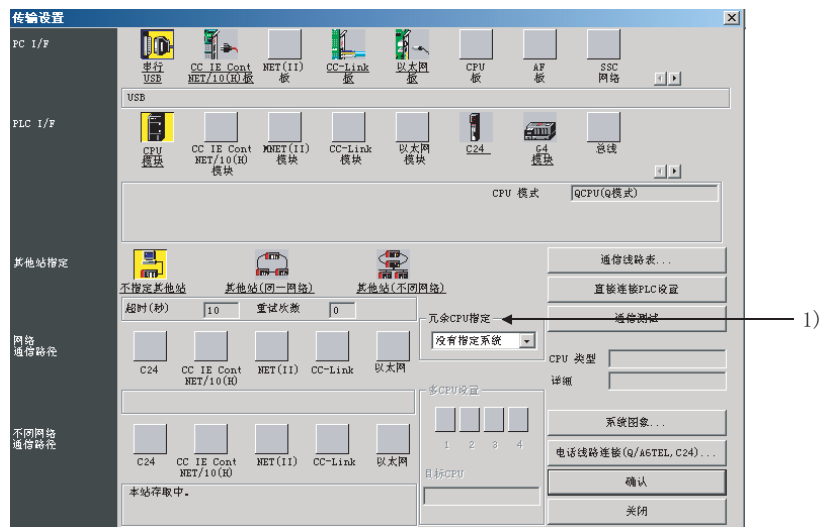 传输设置
PC I/F
串行 USB
CC IE Cont NET/10(H)板
NET(II) 板
CC-Link 板
以太网 板
CPU 板
AF 板
SSC 网络
USB
PLC I/F
CPU 模块
CC IE Cont NET/10(H) 模块
MNET(II) 模块
CC-Link 模块
以太网 模块
C24
G4 模块
总线
CPU 模式
QCPU(Q模式)
其他站指定
不指定其他站
其他站(同一网络)
其他站(不同网络)
通信线路表...
直接连接PLC设置
超时(秒)
10
重试次数
0
冗余CPU指定
没有指定系统
通信测试
1)
网络 通信路径
C24
CC IE Cont NET/10(H)
NET(II)
CC-Link
以太网
CPU 类型
详细
多CPU设置
1 2 3 4
目标CPU
不同网络 通信路径
C24
CC IE Cont NET/10(H)
NET(II)
CC-Link
以太网
本站存取中。
系统图象...
电话线路连接(Q/A6TEL,C24)...
确认
关闭